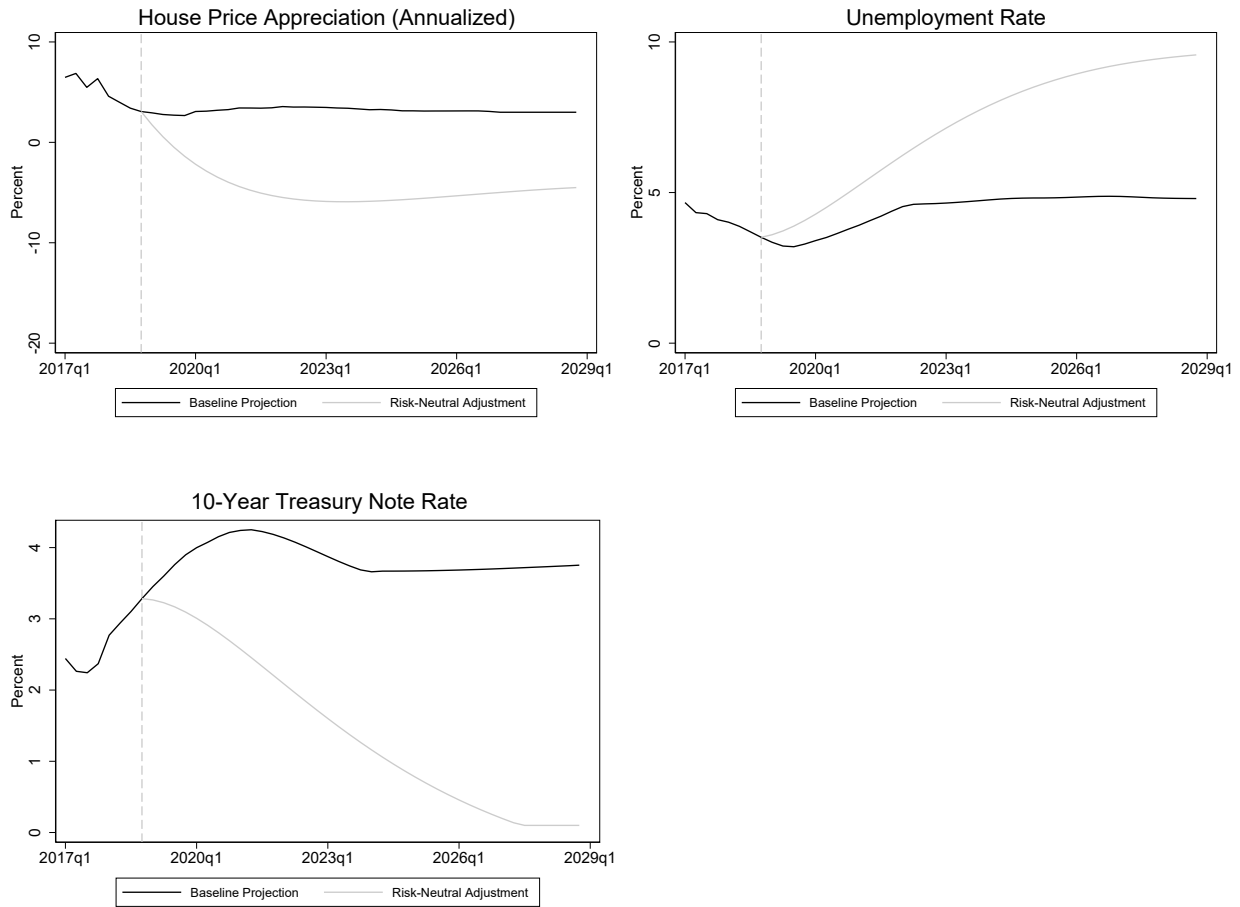 House Price Appreciation (Annualized)
Percent
10
0
-10
-20
2017q1 2020q1 2023q1 2026q1 2029q1
Baseline Projection Risk-Neutral Adjustment
Unemployment Rate
Percent
10
5
0
2017q1 2020q1 2023q1 2026q1 2029q1
Baseline Projection Risk-Neutral Adjustment
10-Year Treasury Note Rate
Percent
4
3
2
1
0
2017q1 2020q1 2023q1 2026q1 2029q1
Baseline Projection Risk-Neutral Adjustment